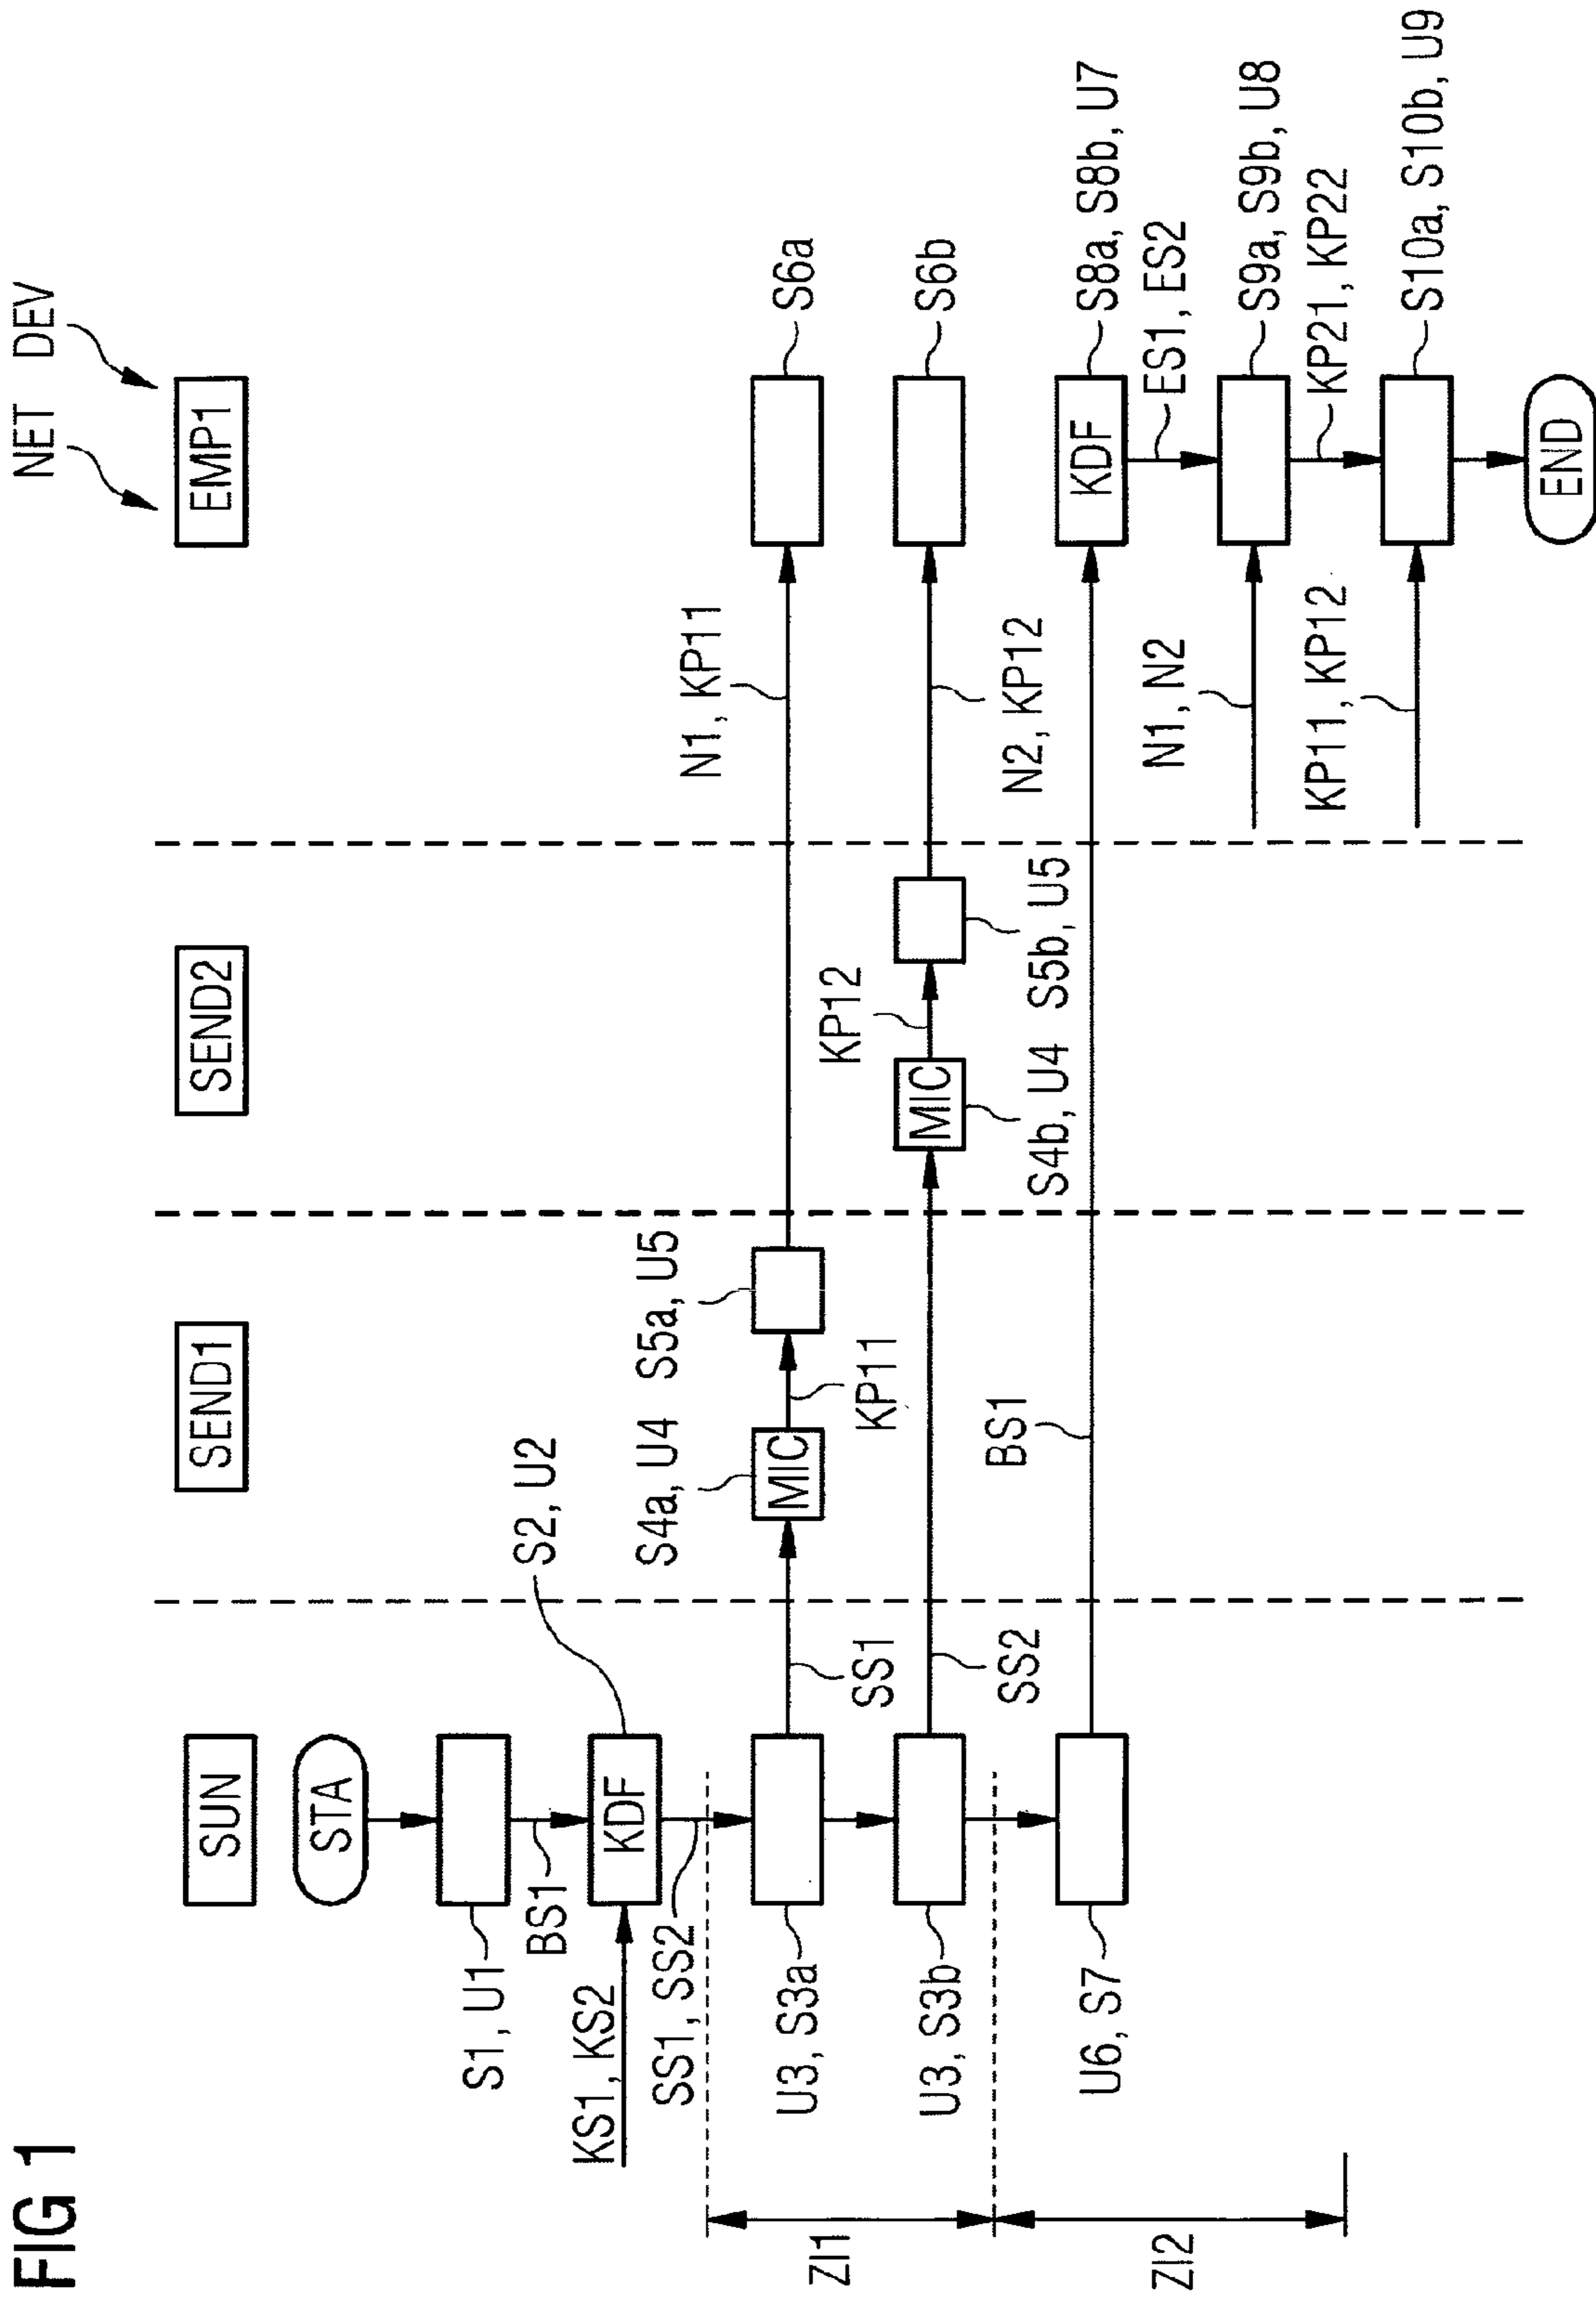 FIG 1
NET DEV
SUN
SEND1
SEND2
EMP1
STA
S1, U1
BS1
KS1, KS2
KDF
S2, U2
SS1, SS2
ZI1
U3, S3a
SS1
S4a, U4
MIC
KP11
S5a, U5
N1, KP11
S6a
U3, S3b
SS2
MIC
S4b, U4
KP12
S5b, U5
N2, KP12
S6b
ZI2
U6, S7
BS1
KDF
S8a, S8b, U7
ES1, ES2
N1, N2
S9a, S9b, U8
KP21, KP22
KP11, KP12
S10a, S10b, U9
END